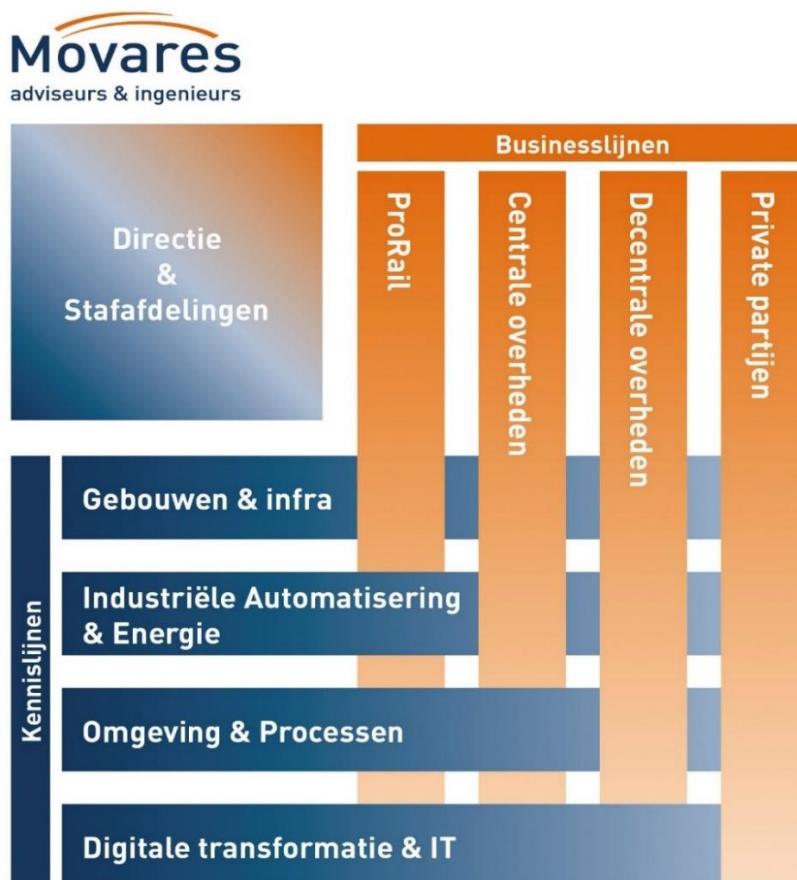 Movares
adviseurs & ingenieurs
Directie
&
Stafafdelingen
Businesslijnen
ProRail
Centrale overheden
Decentrale overheden
Private partijen
Kennislijnen
Gebouwen & infra
Industriële Automatisering
& Energie
Omgeving & Processen
Digitale transformatie & IT